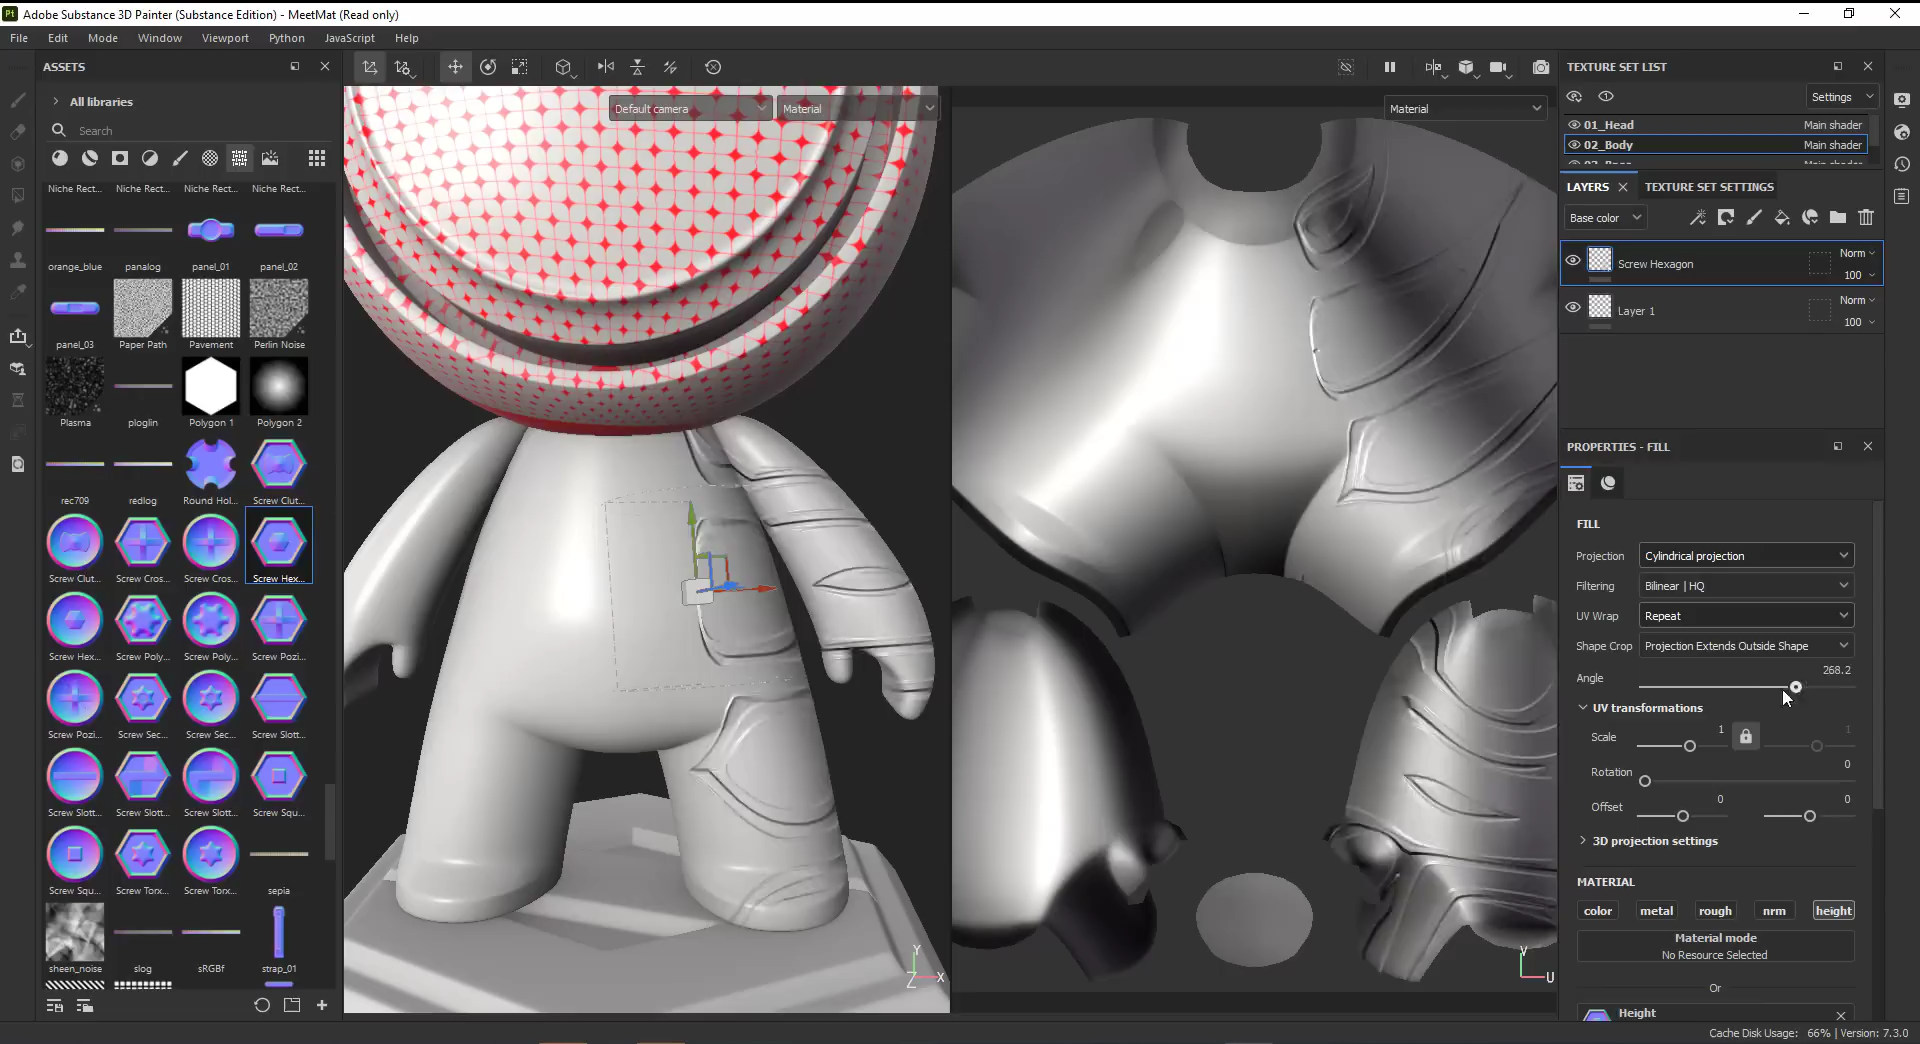 Pt Adobe Substance 3D Painter (Substance Edition) - MeetMat (Read only)
File Edit Mode Window Viewport Python JavaScript Help
ASSETS
All libraries
Search
Niche Rect... Niche Rect... Niche Rect... Niche Rect...
orange_blue panalog panel_01 panel_02
panel_03 Paper Path Pavement Perlin Noise
Plasma ploglin Polygon 1 Polygon 2
rec709 redlog Round Hol... Screw Clut...
Screw Clut... Screw Cros... Screw Cros... Screw Hex...
Screw Hex... Screw Poly... Screw Poly... Screw Pozi...
Screw Pozi... Screw Sec... Screw Sec... Screw Slott...
Screw Slott... Screw Slott... Screw Slott... Screw Squ...
Screw Squ... Screw Torx... Screw Torx... sepia
sheen_noise slog sRGBf strap_01
Default camera
Material
Y
Z X
Material
V
U
TEXTURE SET LIST
Settings
01_Head Main shader
02_Body Main shader
LAYERS TEXTURE SET SETTINGS
Base color
Screw Hexagon Norm 100
Layer 1 Norm 100
PROPERTIES - FILL
FILL
Projection Cylindrical projection
Filtering Bilinear | HQ
UV Wrap Repeat
Shape Crop Projection Extends Outside Shape
Angle 268.2
UV transformations
Scale 1 1
Rotation 0
Offset 0 0
3D projection settings
MATERIAL
color metal rough nrm height
Material mode
No Resource Selected
Or
Height
Cache Disk Usage: 66% | Version: 7.3.0